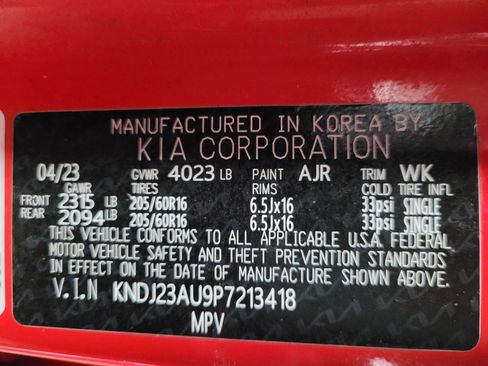 MANUFACTURED IN KOREA BY
KIA CORPORATION
04/23 GVWR 4023 LB PAINT AJR TRIM WK
GAWR TIRES RIMS COLD TIRE INFL
FRONT 2315 LB 205/60R16 6.5Jx16 33psi SINGLE
REAR 2094 LB 205/60R16 6.5Jx16 33psi SINGLE
THIS VEHICLE CONFORMS TO ALL APPLICABLE U.S.A. FEDERAL
MOTOR VEHICLE SAFETY AND THEFT PREVENTION STANDARDS
IN EFFECT ON THE DATE OF MANUFACTURE SHOWN ABOVE.
V.I.N KNDJ23AU9P7213418
MPV